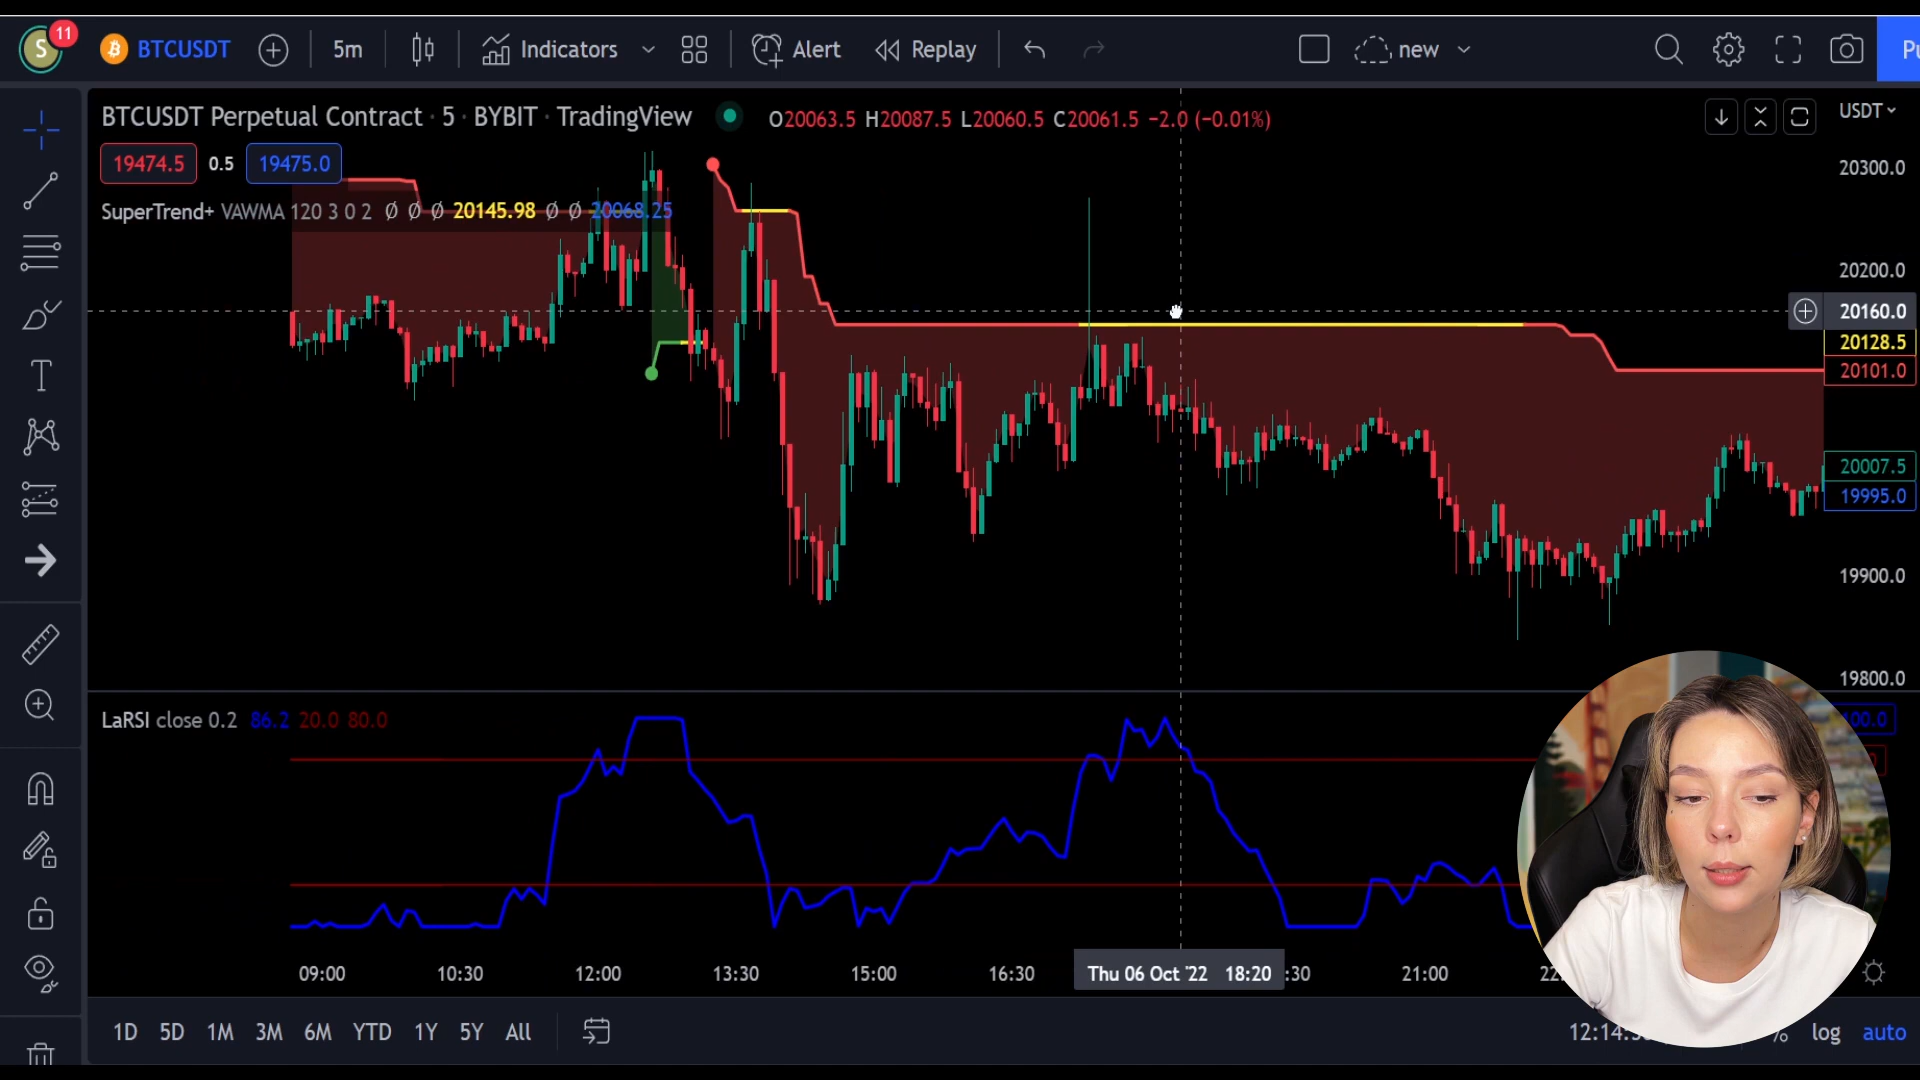 S 11 BTCUSDT 5m Indicators Alert Replay new Pu
BTCUSDT Perpetual Contract · 5 · BYBIT · TradingView O20063.5 H20087.5 L20060.5 C20061.5 −2.0 (−0.01%) USDT
19474.5 0.5 19475.0
SuperTrend+ VAWMA 120 3 0 2 Ø Ø Ø 20145.98 Ø Ø 20068.25
20300.0
20200.0
20160.0
20128.5
20101.0
20007.5
19995.0
19900.0
19800.0
LaRSI close 0.2 86.2 20.0 80.0
09:00 10:30 12:00 13:30 15:00 16:30 Thu 06 Oct '22 18:20 :30 21:00
1D 5D 1M 3M 6M YTD 1Y 5Y All 12:14: % log auto